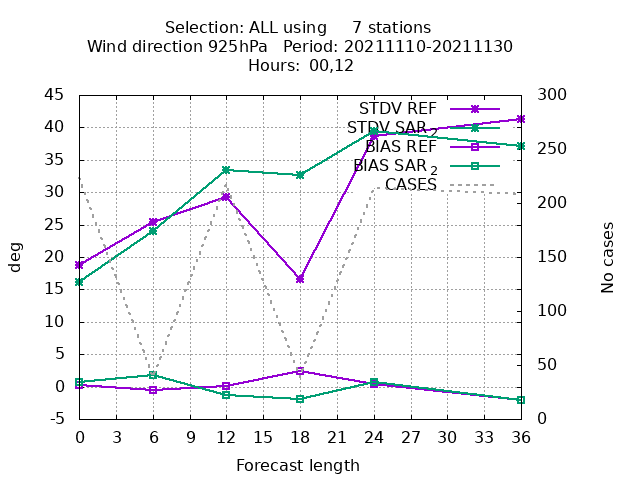 Selection: ALL using     7 stations
Wind direction 925hPa   Period: 20211110-20211130
Hours: 00,12
45
40
35
30
25
20
15
10
5
0
-5
300
250
200
150
100
50
0
STDV REF
STDV SAR2
BIAS REF
BIAS SAR2
CASES
deg
No cases
0 3 6 9 12 15 18 21 24 27 30 33 36
Forecast length